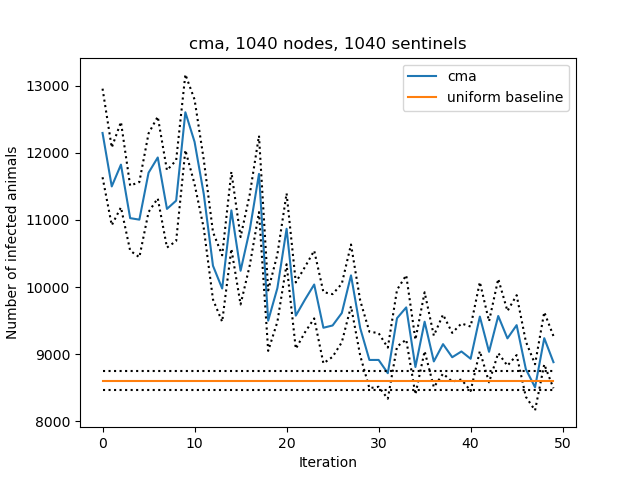 cma, 1040 nodes, 1040 sentinels
cma
uniform baseline
Number of infected animals
13000
12000
11000
10000
9000
8000
0
10
20
30
40
50
Iteration